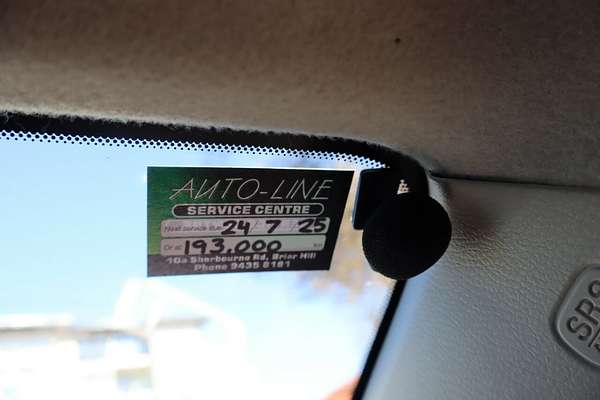 AUTO-LINE
SERVICE CENTRE
Next service due 24 / 7 / 25
Or at 193,000 km
10a Sherbourne Rd, Briar Hill
Phone 9435 8181
SRS